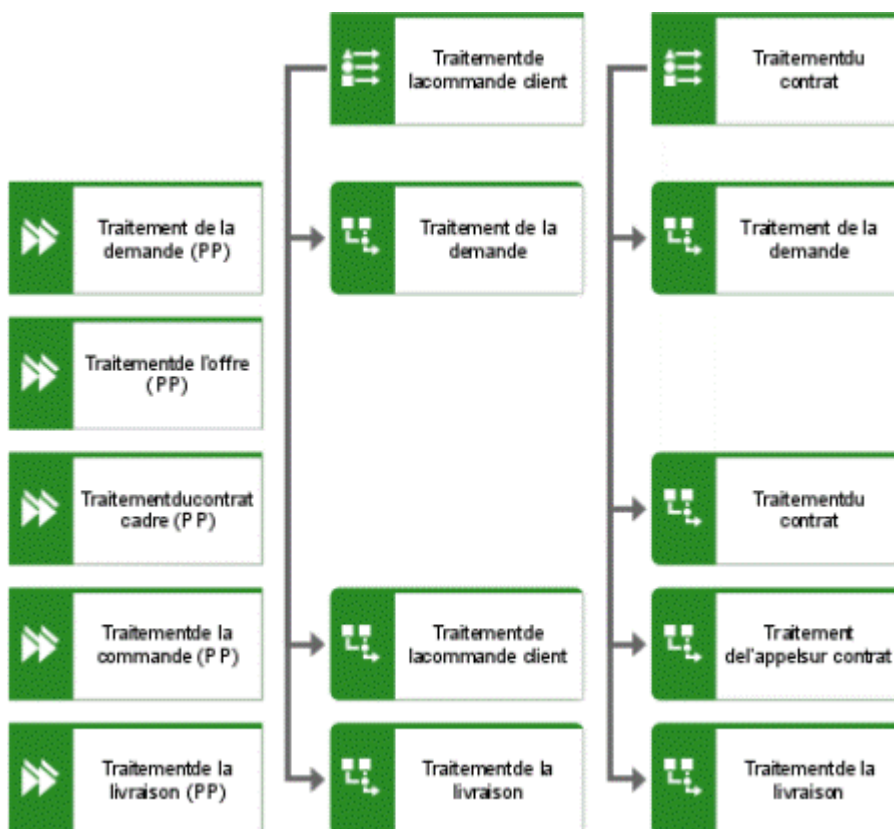 Traitementde
lacommande client
Traitementdu
contrat
Traitement de la
demande (PP)
Traitement de la
demande
Traitement de la
demande
Traitementde l'offre
(PP)
Traitementducontrat
cadre (PP)
Traitementdu
contrat
Traitementde la
commande (PP)
Traitementde
lacommande client
Traitement
del'appelsur contrat
Traitementde la
livraison (PP)
Traitementde la
livraison
Traitementde la
livraison